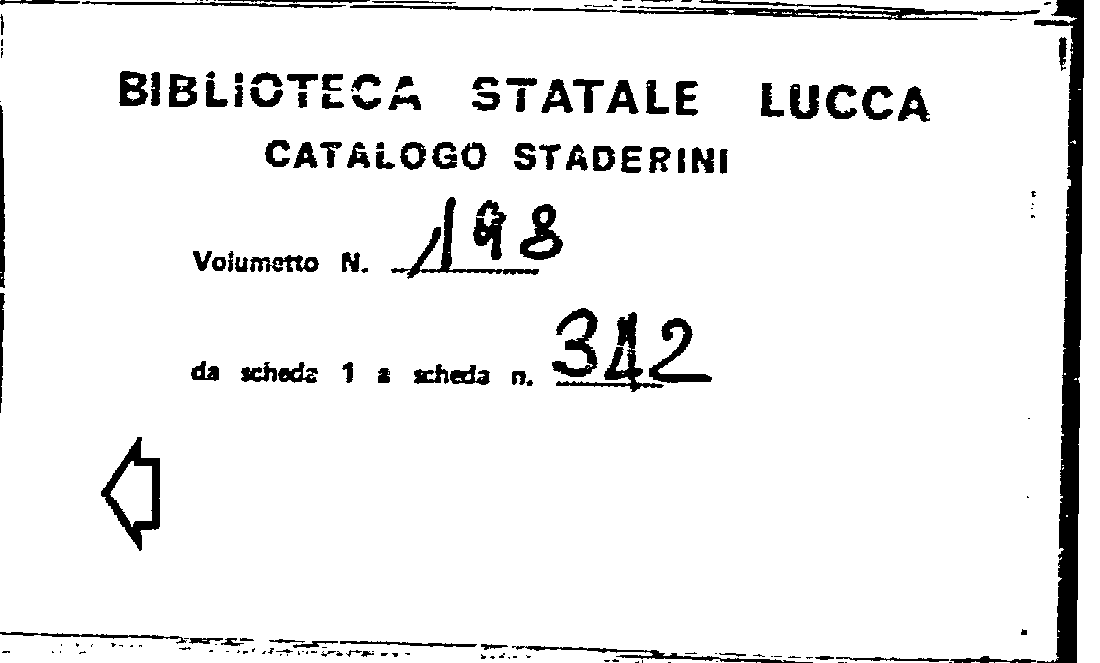 BIBLIOTECA STATALE LUCCA
CATALOGO STADERINI
Volumetto N. 198
da scheda 1 a scheda n. 342